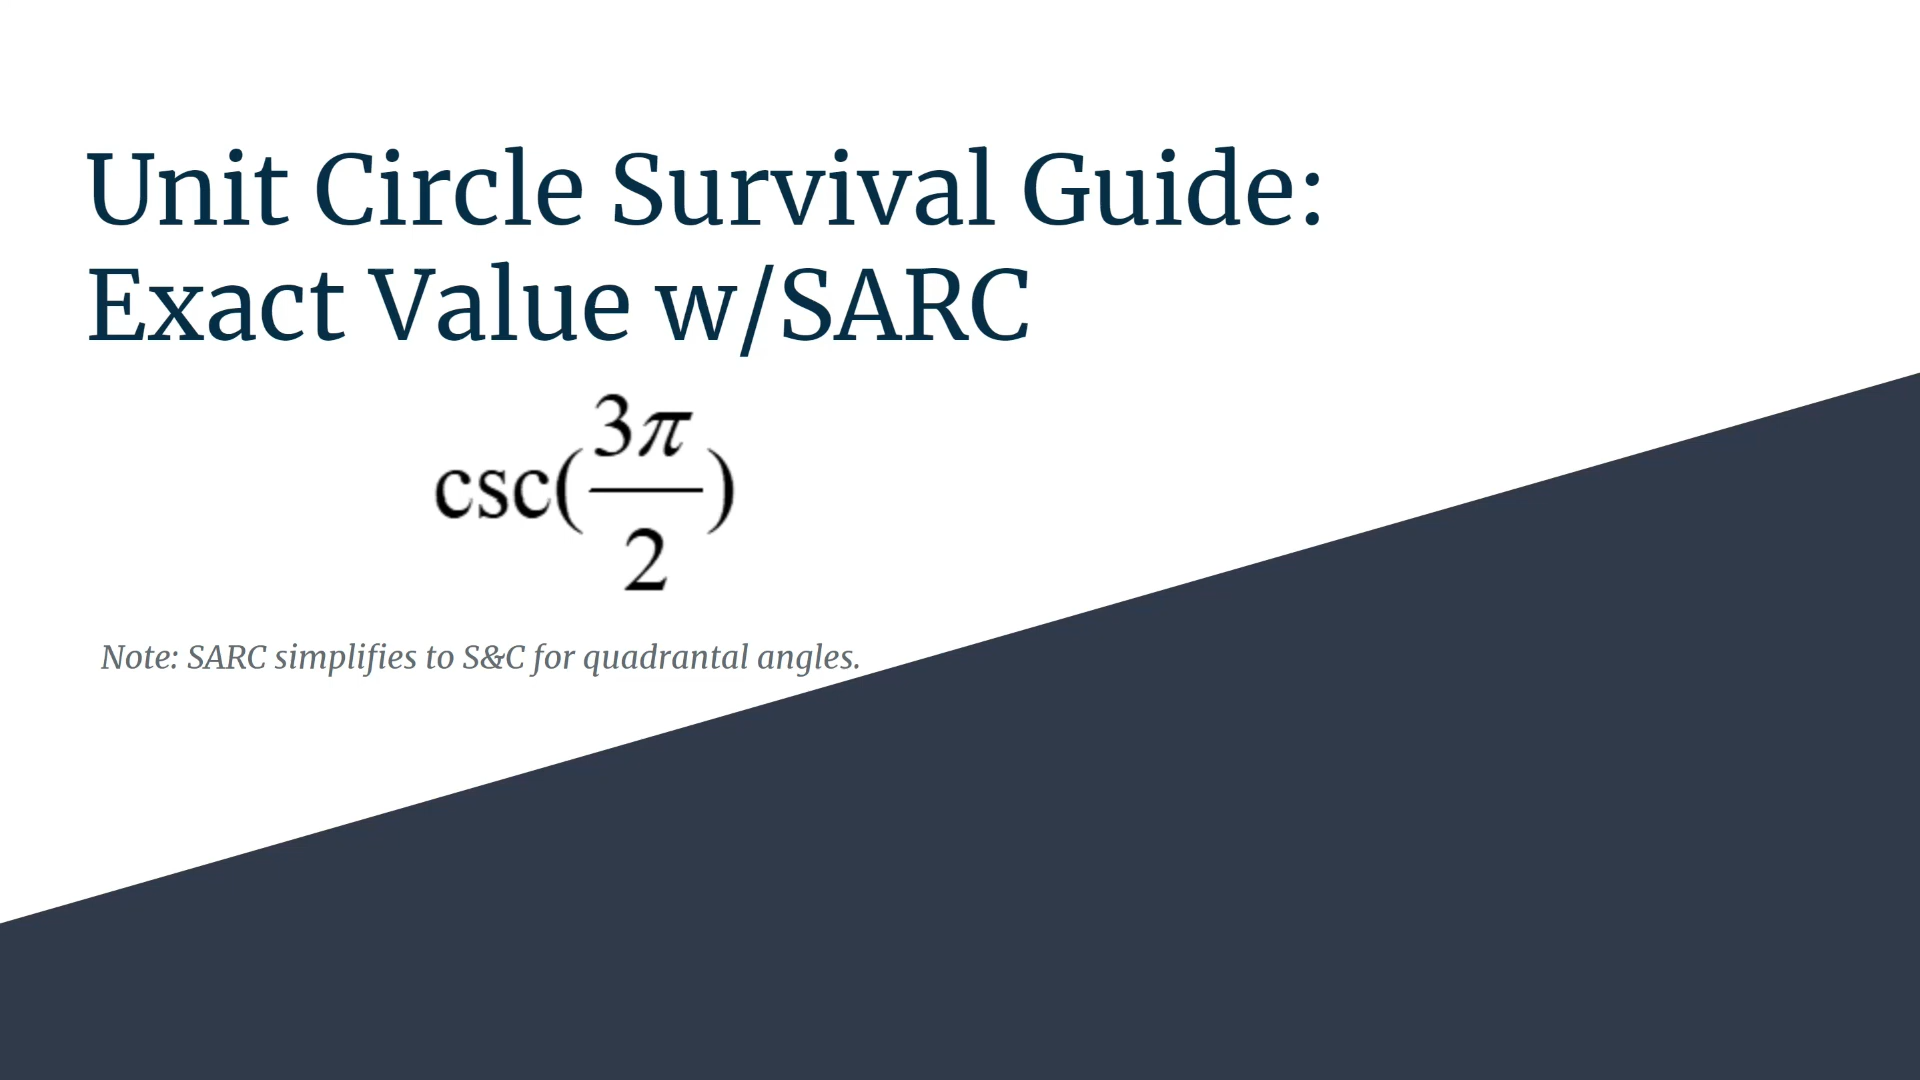 Unit Circle Survival Guide:
Exact Value w/SARC
csc(3π/2)
Note: SARC simplifies to S&C for quadrantal angles.